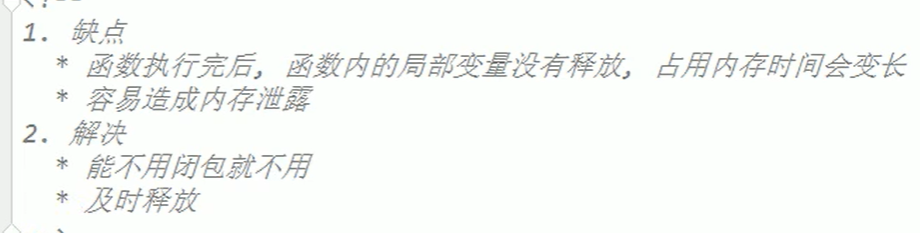 1. 缺点
* 函数执行完后, 函数内的局部变量没有释放, 占用内存时间会变长
* 容易造成内存泄露
2. 解决
* 能不用闭包就不用
* 及时释放